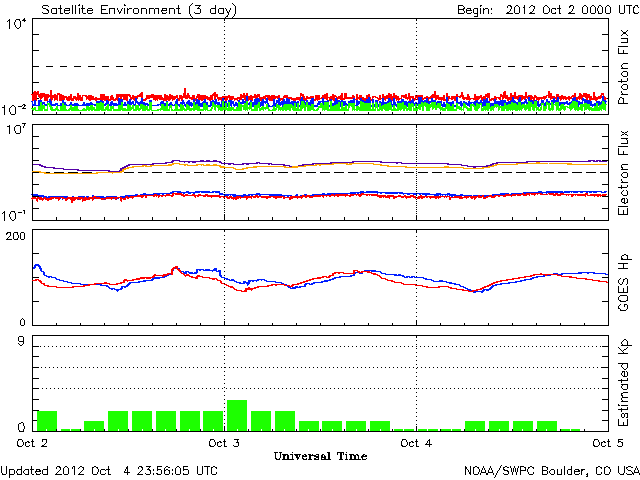 Satellite Environment (3 day) Begin: 2012 Oct 2 0000 UTC
10^4
10^-2
Proton Flux
10^7
10^-1
Electron Flux
200
0
GOES Hp
9
0
Estimated Kp
Oct 2 Oct 3 Oct 4 Oct 5
Universal Time
Updated 2012 Oct 4 23:56:05 UTC NOAA/SWPC Boulder, CO USA